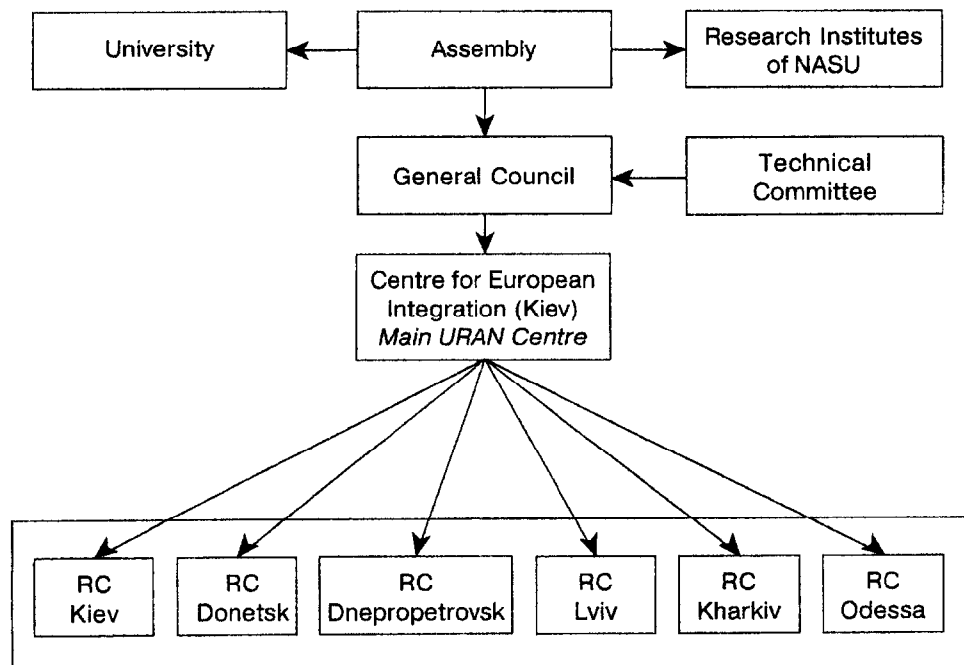 University
Assembly
Research Institutes
of NASU
General Council
Technical
Committee
Centre for European
Integration (Kiev)
Main URAN Centre
RC
Kiev
RC
Donetsk
RC
Dnepropetrovsk
RC
Lviv
RC
Kharkiv
RC
Odessa